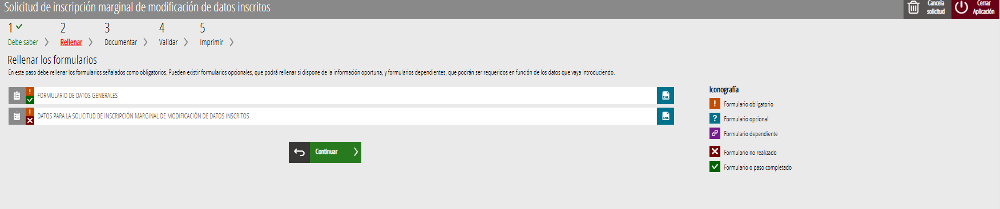 Solicitud de inscripción marginal de modificación de datos inscritos
Cancela solicitud
Cerrar Aplicación
1 2 3 4 5
Debe saber Rellenar Documentar Validar Imprimir
Rellenar los formularios
En este paso debe rellenar los formularios señalados como obligatorios. Pueden existir formularios opcionales, que podrá rellenar si dispone de la información oportuna, y formularios dependientes, que podrán ser requeridos en función de los datos que vaya introduciendo.
! FORMULARIO DE DATOS GENERALES XML
! DATOS PARA LA SOLICITUD DE INSCRIPCIÓN MARGINAL DE MODIFICACIÓN DE DATOS INSCRITOS XML
Continuar
Iconografía
! Formulario obligatorio
? Formulario opcional
Formulario dependiente
Formulario no realizado
Formulario o paso completado